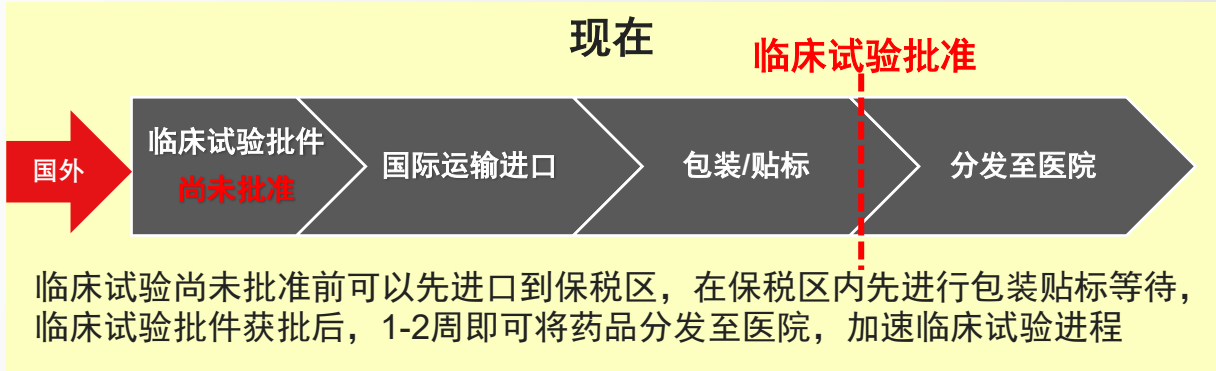 现在
临床试验批准
国外
临床试验批件
尚未批准
国际运输进口
包装/贴标
分发至医院
临床试验尚未批准前可以先进口到保税区，在保税区内先进行包装贴标等待，
临床试验批件获批后，1-2周即可将药品分发至医院，加速临床试验进程